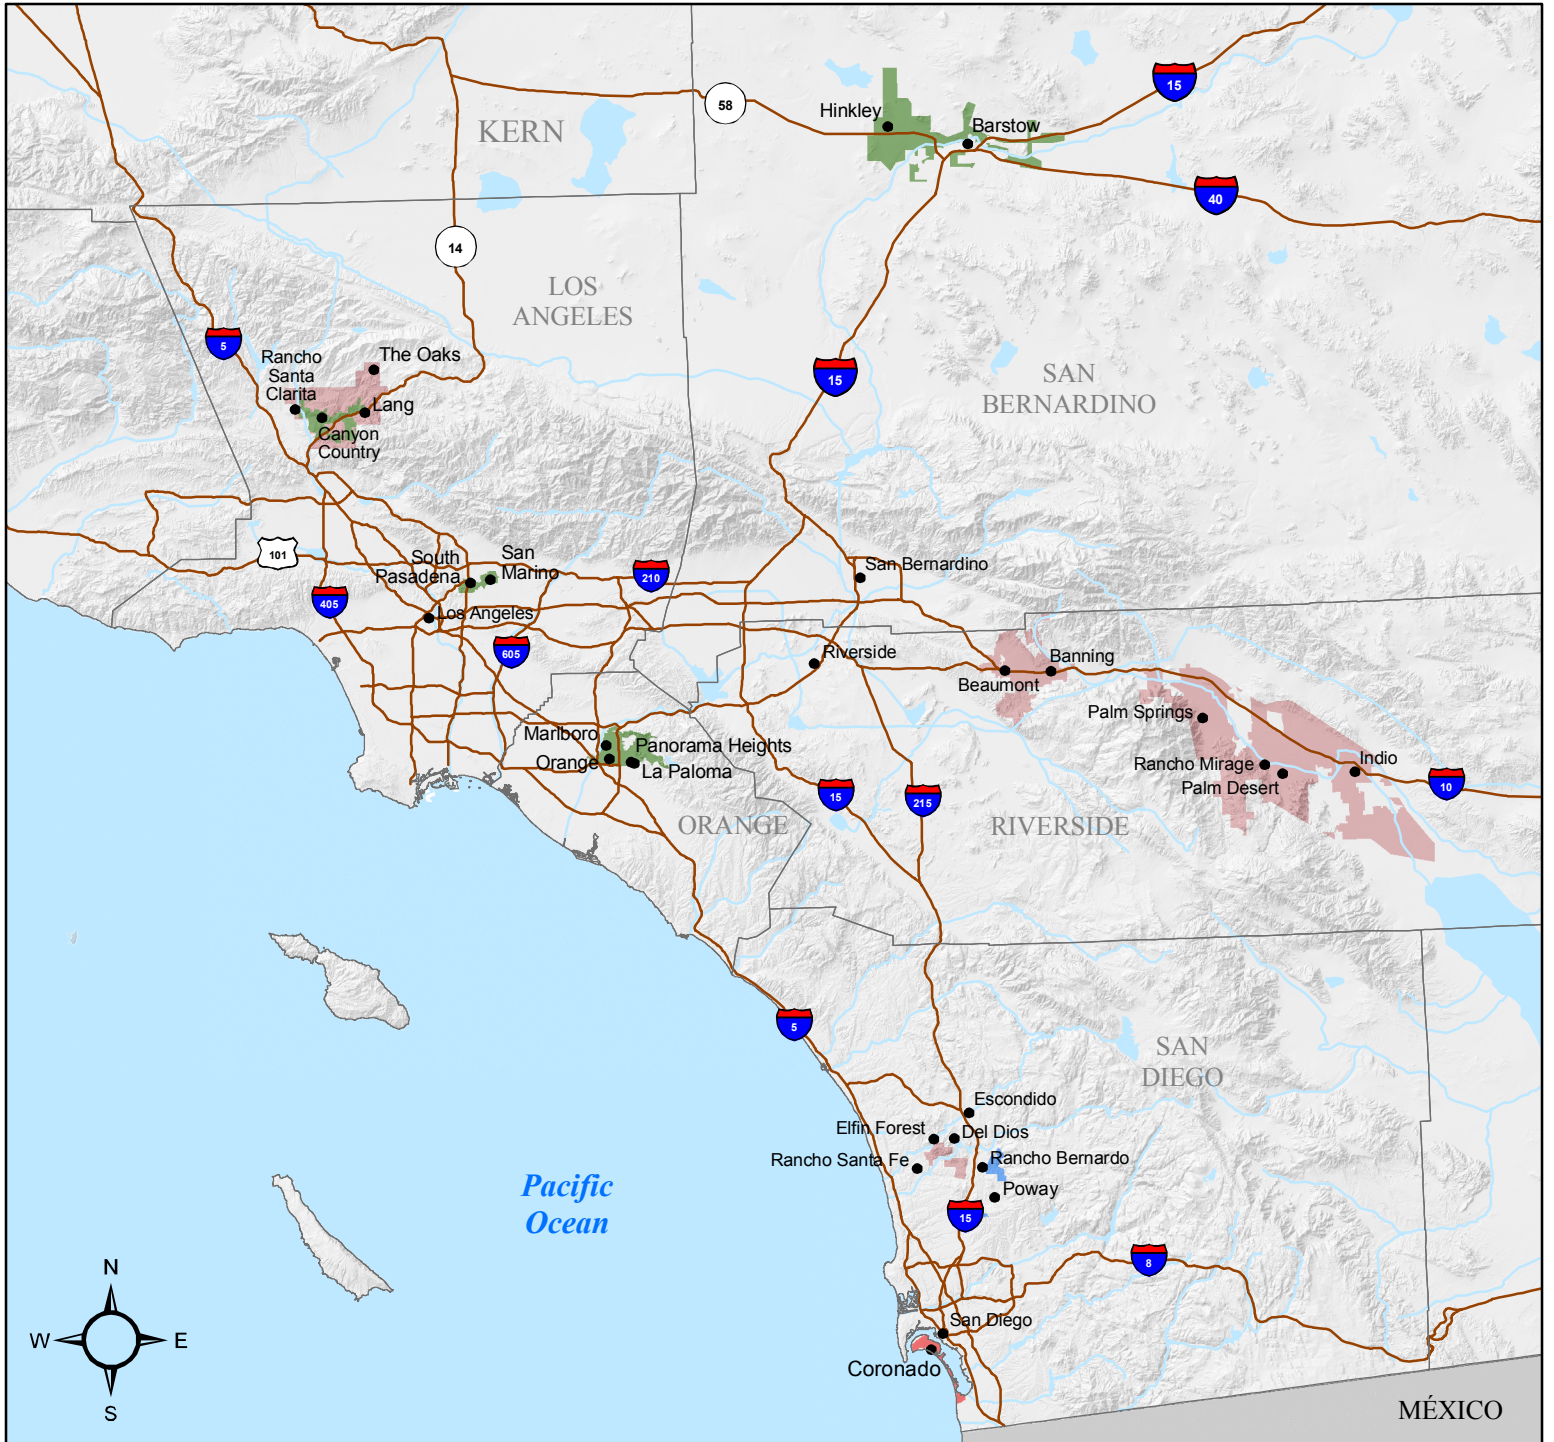 15
58
Hinkley
Barstow
KERN
40
14
LOS
ANGELES
5
The Oaks
Rancho
Santa
Clarita
15
SAN
BERNARDINO
Lang
Canyon
Country
101
South
Pasadena
San
Marino
210
San Bernardino
405
Los Angeles
605
Riverside
Banning
Beaumont
Palm Springs
Marlboro
Panorama Heights
Orange
La Paloma
Rancho Mirage
Indio
Palm Desert
15
215
10
ORANGE
RIVERSIDE
5
SAN
DIEGO
Escondido
Elfin Forest
Del Dios
Rancho Santa Fe
Rancho Bernardo
Poway
Pacific
Ocean
15
8
N
W
E
S
San Diego
Coronado
MÉXICO